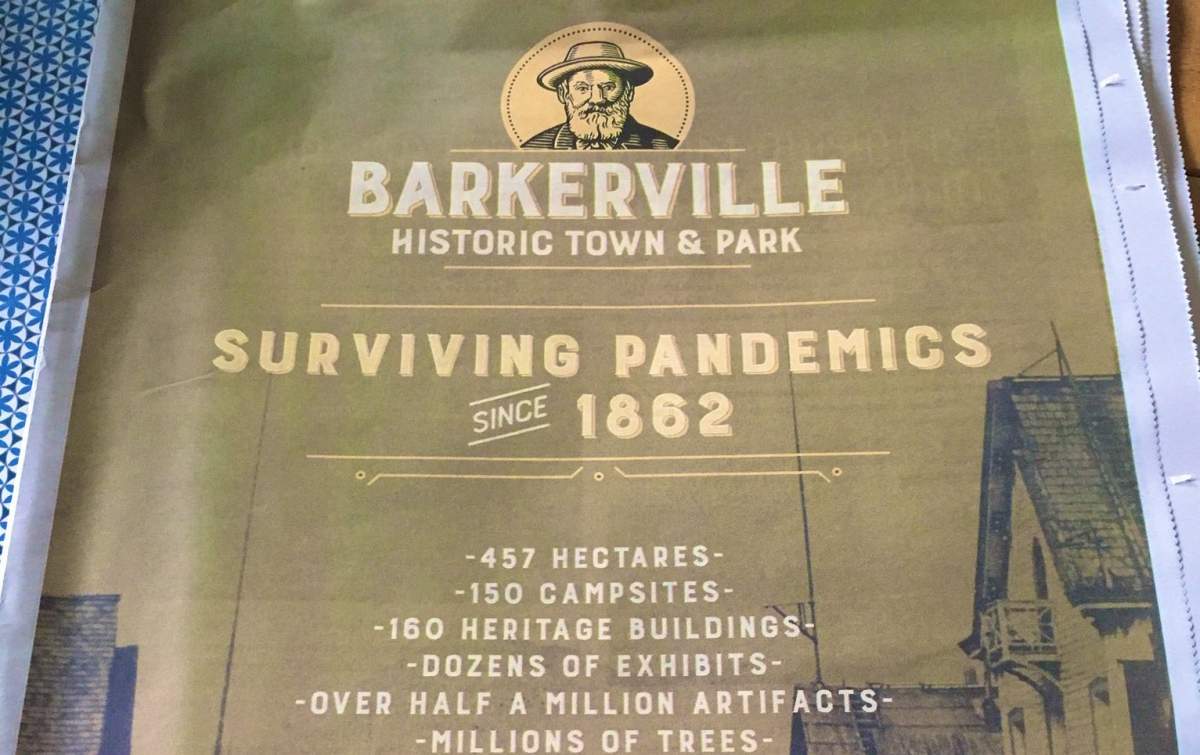 BARKERVILLE
HISTORIC TOWN & PARK
SURVIVING PANDEMICS
SINCE 1862
-457 HECTARES-
-150 CAMPSITES-
-160 HERITAGE BUILDINGS-
-DOZENS OF EXHIBITS-
-OVER HALF A MILLION ARTIFACTS-
-MILLIONS OF TREES-